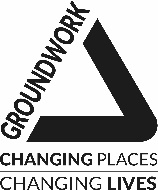 GROUNDWORK
CHANGING PLACES
CHANGING LIVES